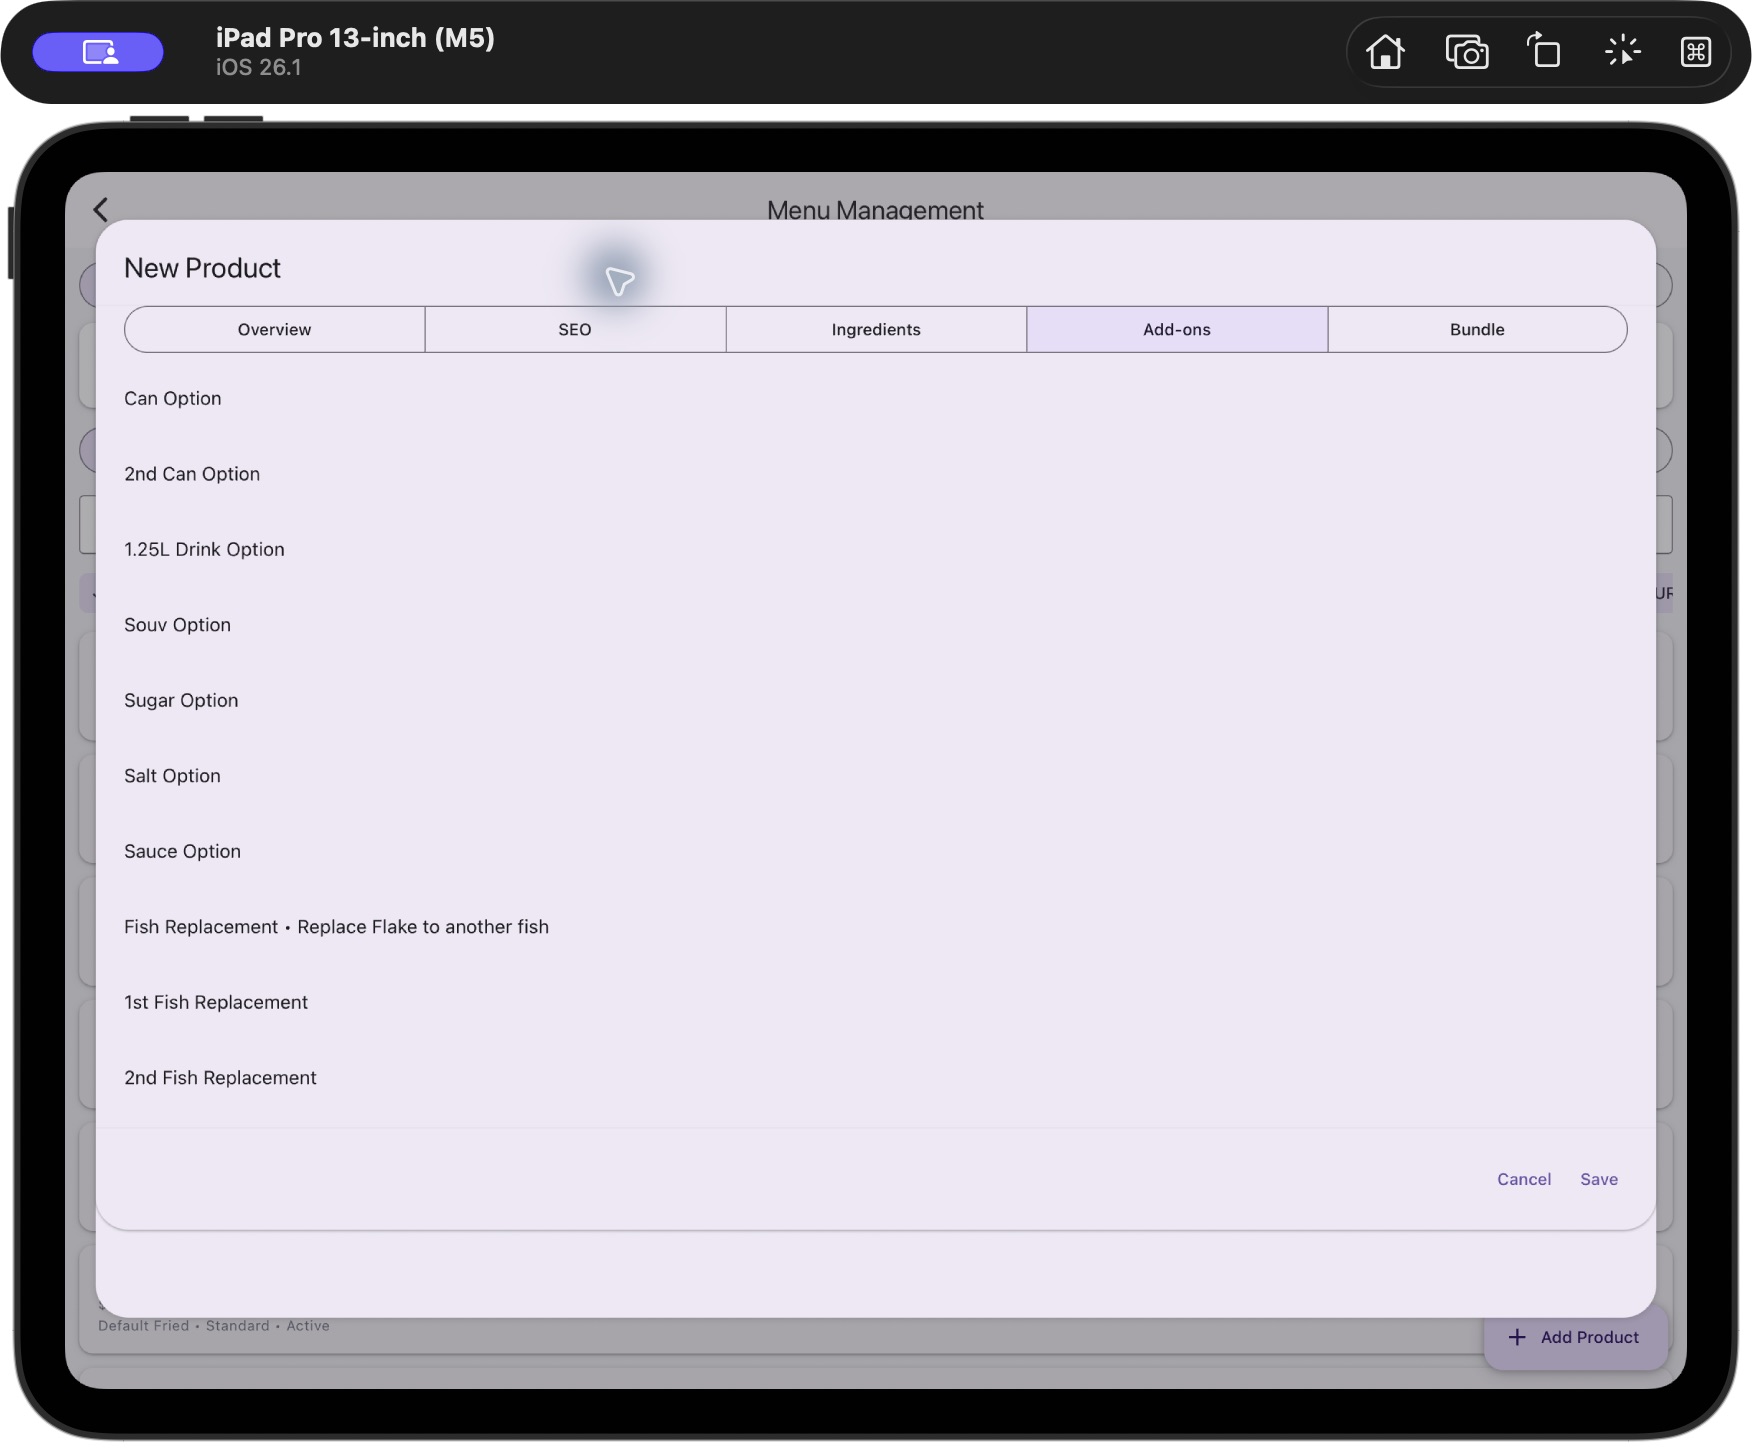 iPad Pro 13-inch (M5)
iOS 26.1
Menu Management
New Product
Overview
SEO
Ingredients
Add-ons
Bundle
Can Option
2nd Can Option
1.25L Drink Option
Souv Option
Sugar Option
Salt Option
Sauce Option
Fish Replacement • Replace Flake to another fish
1st Fish Replacement
2nd Fish Replacement
Cancel
Save
Default Fried • Standard • Active
+ Add Product